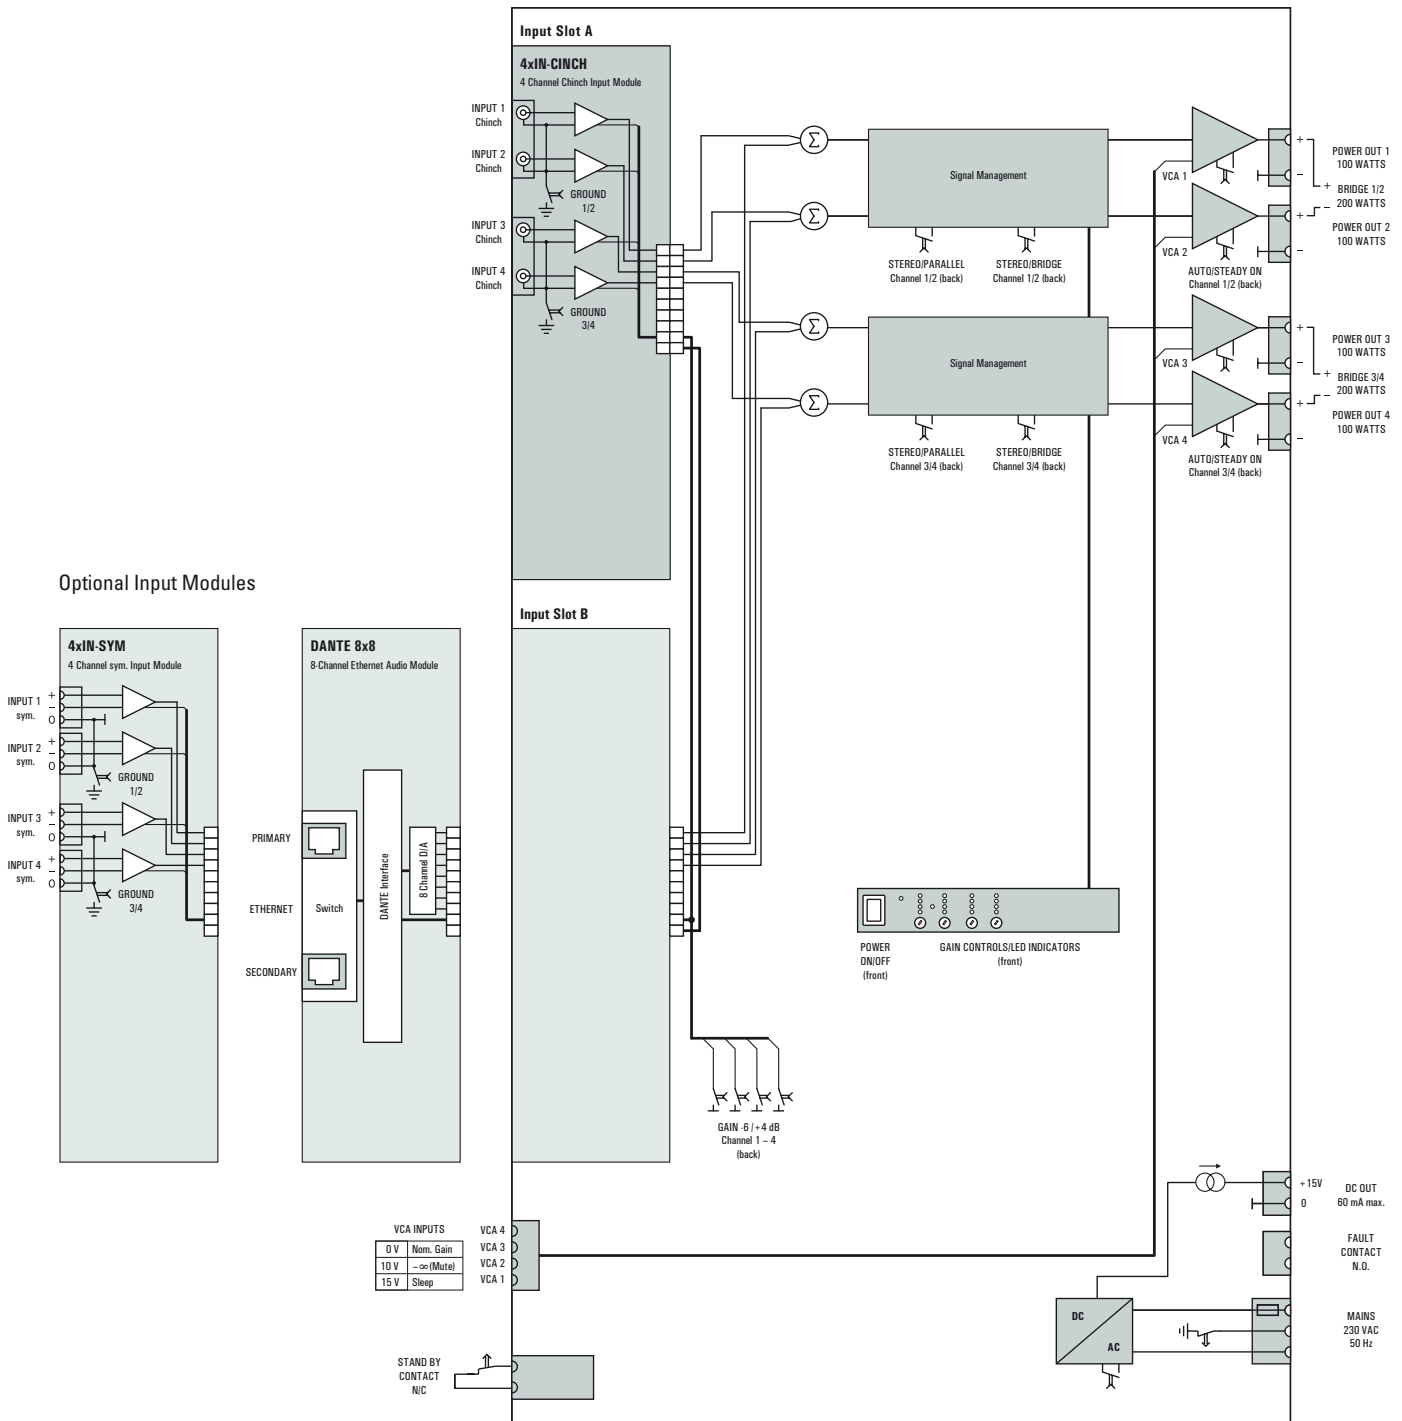 Input Slot A
4xIN-CINCH
4 Channel Chinch Input Module
INPUT 1
Chinch
INPUT 2
Chinch
GROUND
1/2
INPUT 3
Chinch
INPUT 4
Chinch
GROUND
3/4
Σ
Σ
Σ
Σ
Signal Management
STEREO/PARALLEL
Channel 1/2 (back)
STEREO/BRIDGE
Channel 1/2 (back)
Signal Management
STEREO/PARALLEL
Channel 3/4 (back)
STEREO/BRIDGE
Channel 3/4 (back)
VCA 1
VCA 2
AUTO/STEADY ON
Channel 1/2 (back)
VCA 3
VCA 4
AUTO/STEADY ON
Channel 3/4 (back)
+
−
+
−
POWER OUT 1
100 WATTS
+ BRIDGE 1/2
− 200 WATTS
POWER OUT 2
100 WATTS
+
−
+
−
POWER OUT 3
100 WATTS
+ BRIDGE 3/4
− 200 WATTS
POWER OUT 4
100 WATTS
Optional Input Modules
4xIN-SYM
4 Channel sym. Input Module
INPUT 1
sym.
+
−
0
INPUT 2
sym.
+
−
0
GROUND
1/2
INPUT 3
sym.
+
−
0
INPUT 4
sym.
+
−
0
GROUND
3/4
DANTE 8x8
8-Channel Ethernet Audio Module
PRIMARY
ETHERNET
SECONDARY
Switch
DANTE Interface
8 Channel D/A
Input Slot B
POWER
ON/OFF
(front)
GAIN CONTROLS/LED INDICATORS
(front)
GAIN -6 / +4 dB
Channel 1 – 4
(back)
VCA INPUTS
0 V Nom. Gain
10 V −∞(Mute)
15 V Sleep
VCA 4
VCA 3
VCA 2
VCA 1
STAND BY
CONTACT
N/C
+15V
0
DC OUT
60 mA max.
FAULT
CONTACT
N.O.
DC
AC
MAINS
230 VAC
50 Hz